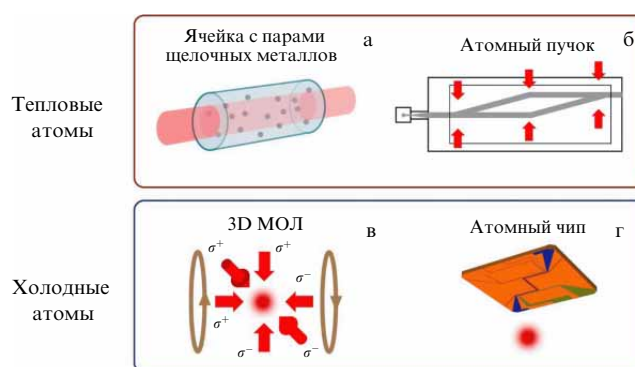 Ячейка с парами
щелочных металлов
а
Атомный пучок
б
Тепловые
атомы
3D МОЛ
в
σ⁺
σ⁺
σ⁻
σ⁺
σ⁻
σ⁻
Атомный чип
г
Холодные
атомы